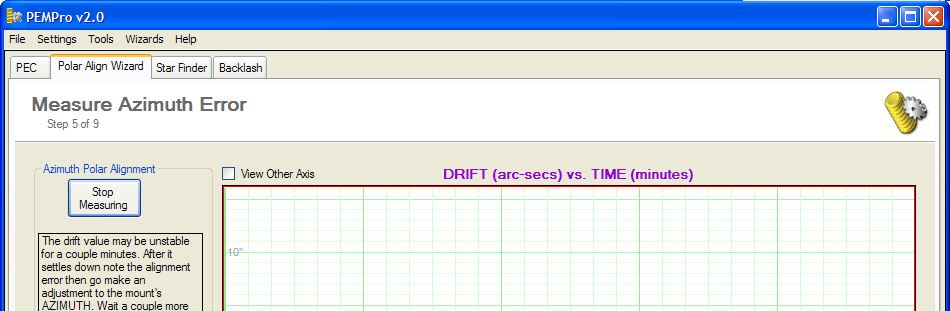 PEMPro v2.0
File Settings Tools Wizards Help
PEC Polar Align Wizard Star Finder Backlash
Measure Azimuth Error
Step 5 of 9
Azimuth Polar Alignment
View Other Axis
DRIFT (arc-secs) vs. TIME (minutes)
Stop
Measuring
The drift value may be unstable
for a couple minutes. After it
settles down note the alignment
error then go make an
adjustment to the mount's
AZIMUTH. Wait a couple more
10"